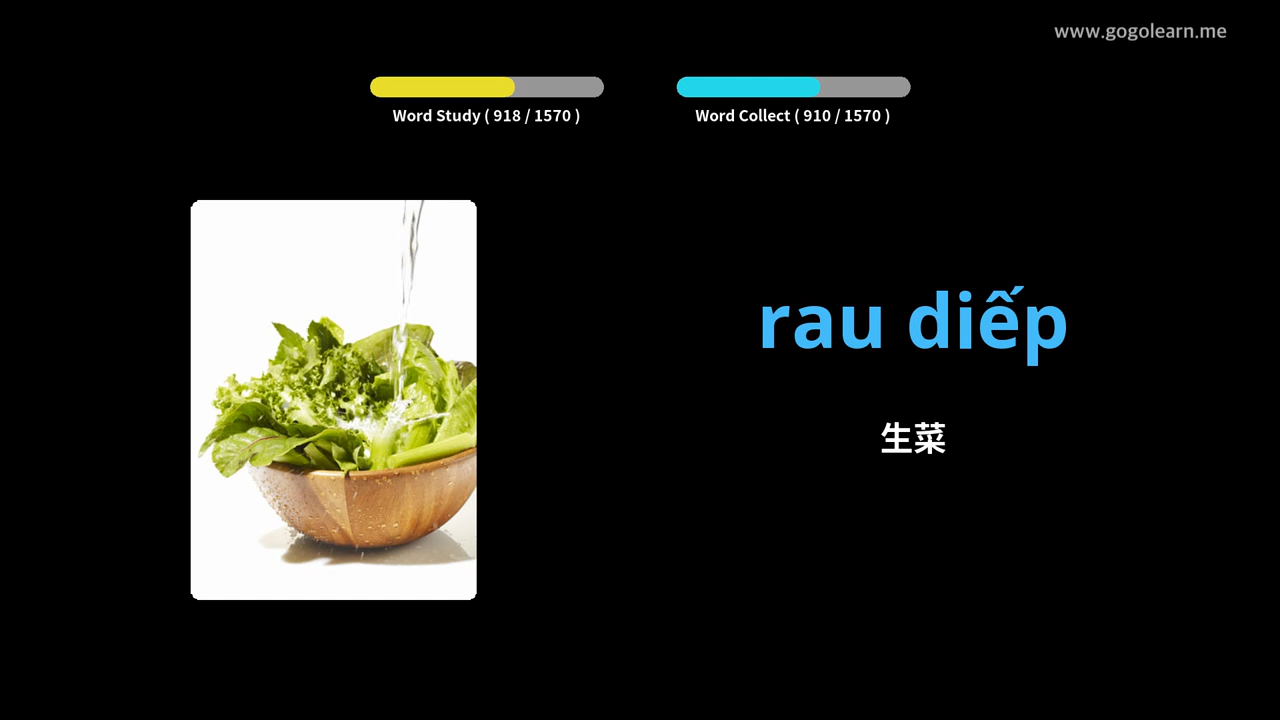 www.gogolearn.me
Word Study ( 918 / 1570 )
Word Collect ( 910 / 1570 )
rau diếp
生菜